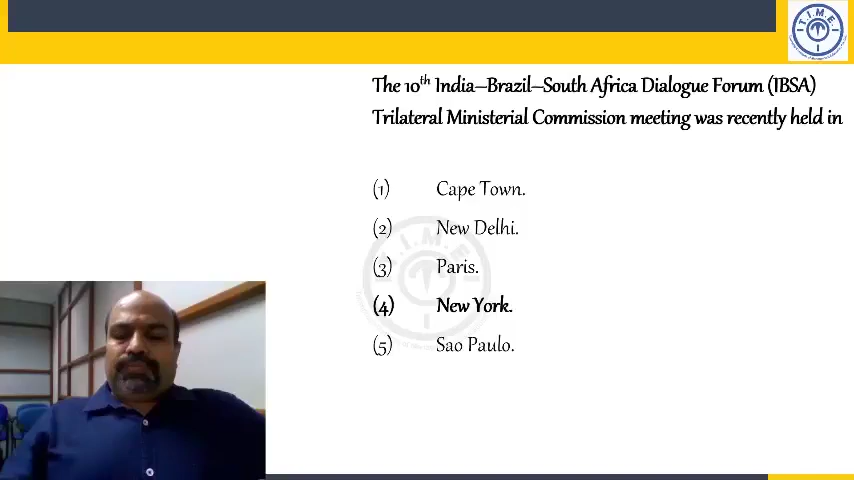 T.I.M.E.
The 10th India–Brazil–South Africa Dialogue Forum (IBSA)
Trilateral Ministerial Commission meeting was recently held in
(1) Cape Town.
(2) New Delhi.
(3) Paris.
(4) New York.
(5) Sao Paulo.
T.I.M.E.